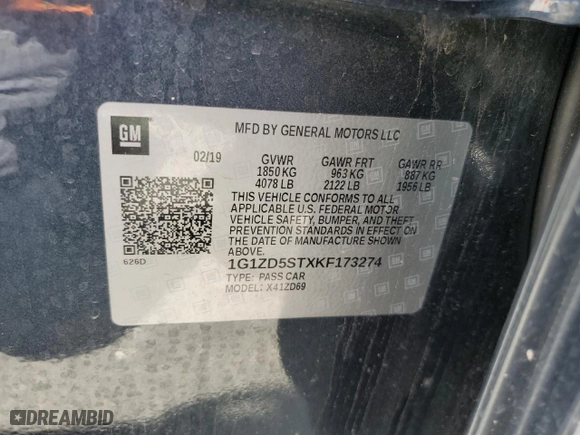 GM
MFD BY GENERAL MOTORS LLC
02/19 GVWR GAWR FRT GAWR RR
1850 KG 963 KG 887 KG
4078 LB 2122 LB 1956 LB
THIS VEHICLE CONFORMS TO ALL
APPLICABLE U.S. FEDERAL MOTOR
VEHICLE SAFETY, BUMPER, AND THEFT
PREVENTION STANDARDS IN EFFECT ON
THE DATE OF MANUFACTURE SHOWN ABOVE.
626D 1G1ZD5STXKF173274
TYPE: PASS CAR
MODEL: X41ZD69
DREAMBID